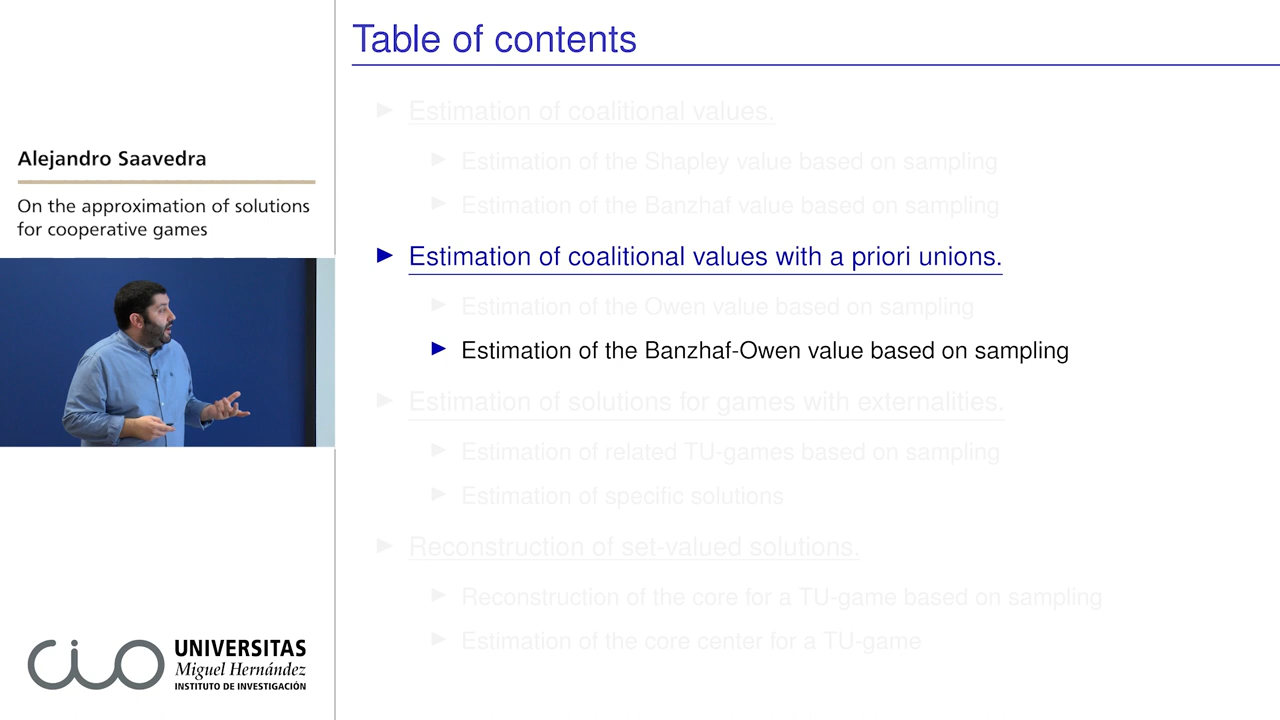 Table of contents
Alejandro Saavedra
On the approximation of solutions
for cooperative games
Estimation of coalitional values.
Estimation of the Shapley value based on sampling
Estimation of the Banzhaf value based on sampling
Estimation of coalitional values with a priori unions.
Estimation of the Owen value based on sampling
Estimation of the Banzhaf-Owen value based on sampling
Estimation of solutions for games with externalities.
Estimation of related TU-games based on sampling
Estimation of specific solutions
Reconstruction of set-valued solutions.
Reconstruction of the core for a TU-game based on sampling
Estimation of the core center for a TU-game
CIO
UNIVERSITAS
Miguel Hernández
INSTITUTO DE INVESTIGACIÓN